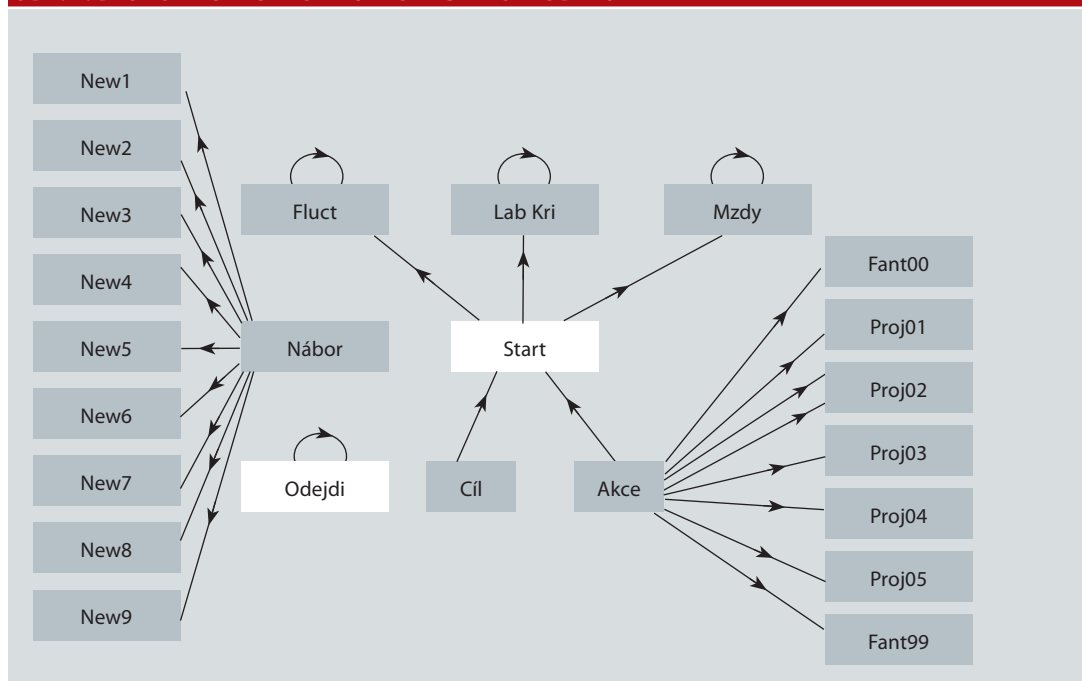 New1
New2
New3
New4
New5
New6
New7
New8
New9
Fluct
Lab Kri
Mzdy
Nábor
Start
Odejdi
Cíl
Akce
Fant00
Proj01
Proj02
Proj03
Proj04
Proj05
Fant99